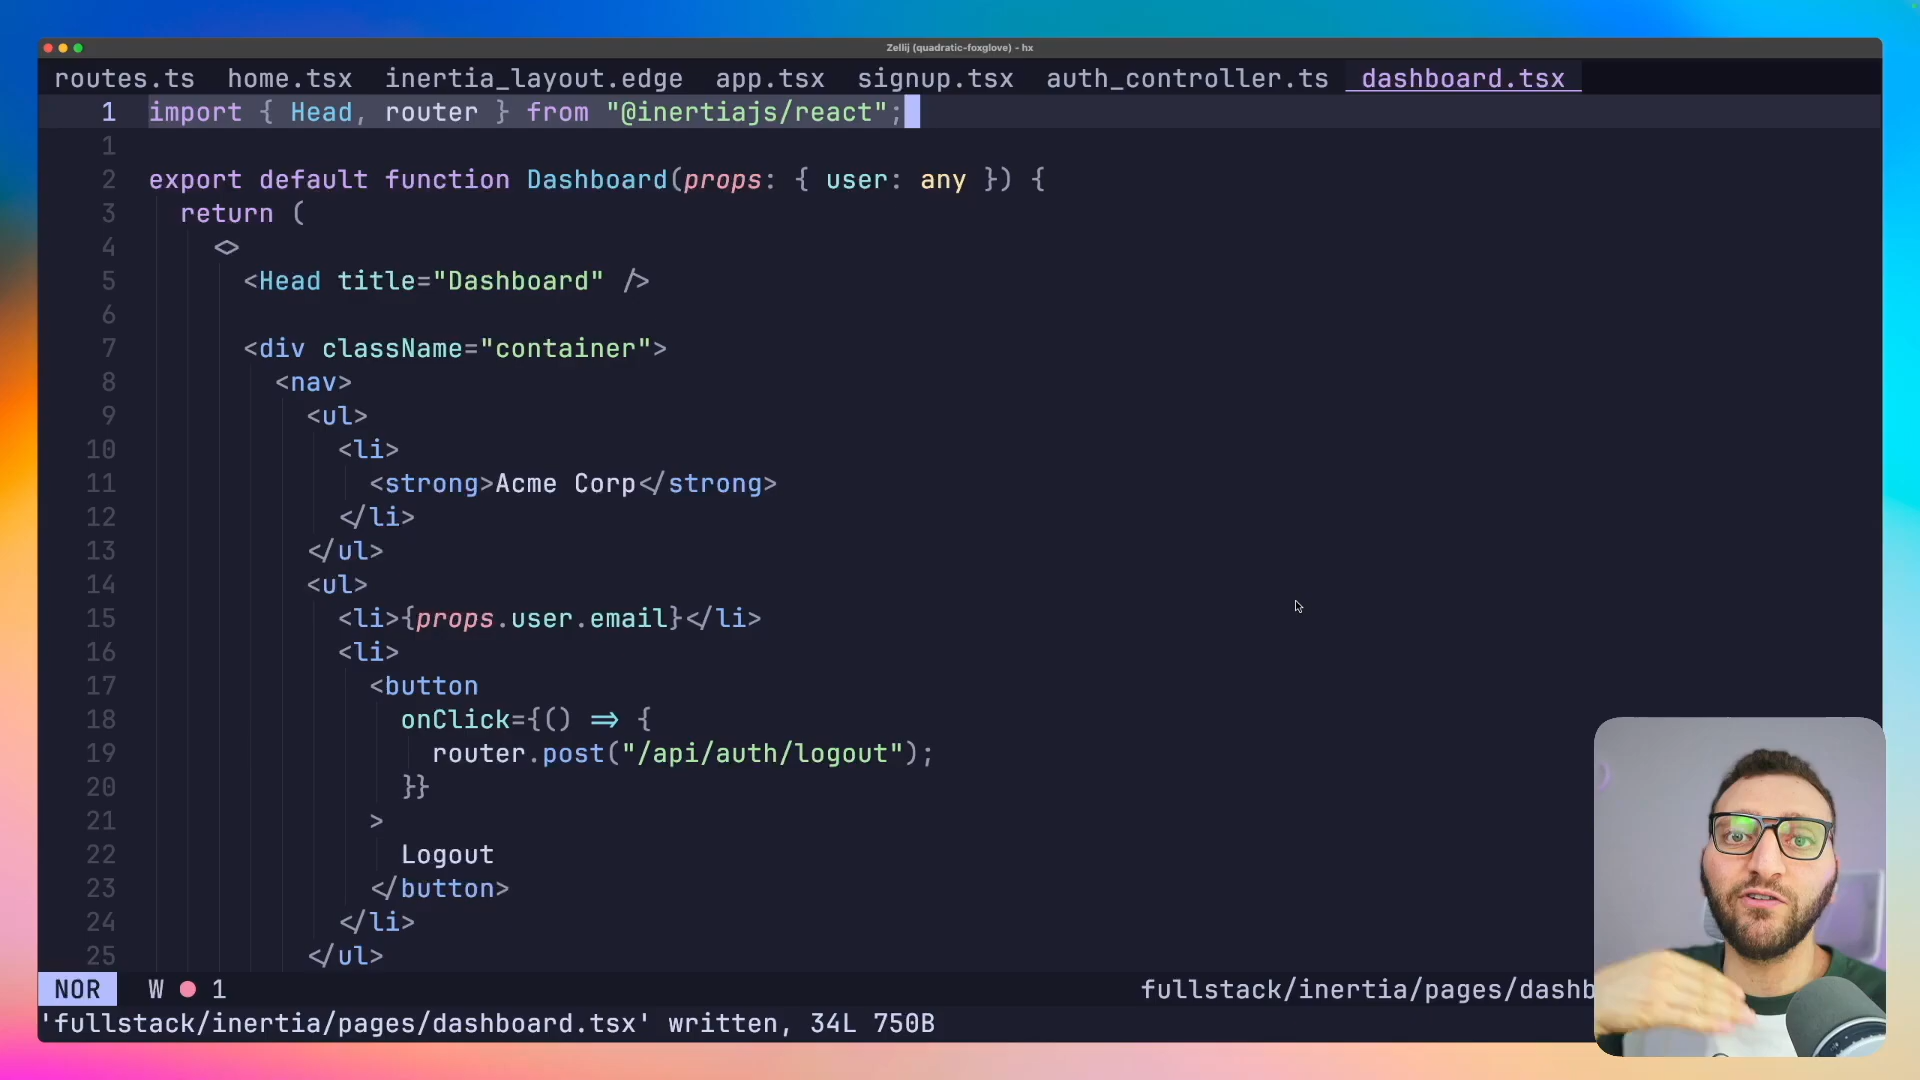 Zellij (quadratic-foxglove) - hx
routes.ts home.tsx inertia_layout.edge app.tsx signup.tsx auth_controller.ts dashboard.tsx
1 import { Head, router } from "@inertiajs/react";
1
2 export default function Dashboard(props: { user: any }) {
3 return (
4 <>
5 <Head title="Dashboard" />
6
7 <div className="container">
8 <nav>
9 <ul>
10 <li>
11 <strong>Acme Corp</strong>
12 </li>
13 </ul>
14 <ul>
15 <li>{props.user.email}</li>
16 <li>
17 <button
18 onClick={() => {
19 router.post("/api/auth/logout");
20 }}
21 >
22 Logout
23 </button>
24 </li>
25 </ul>
NOR W ● 1 fullstack/inertia/pages/dashb
'fullstack/inertia/pages/dashboard.tsx' written, 34L 750B